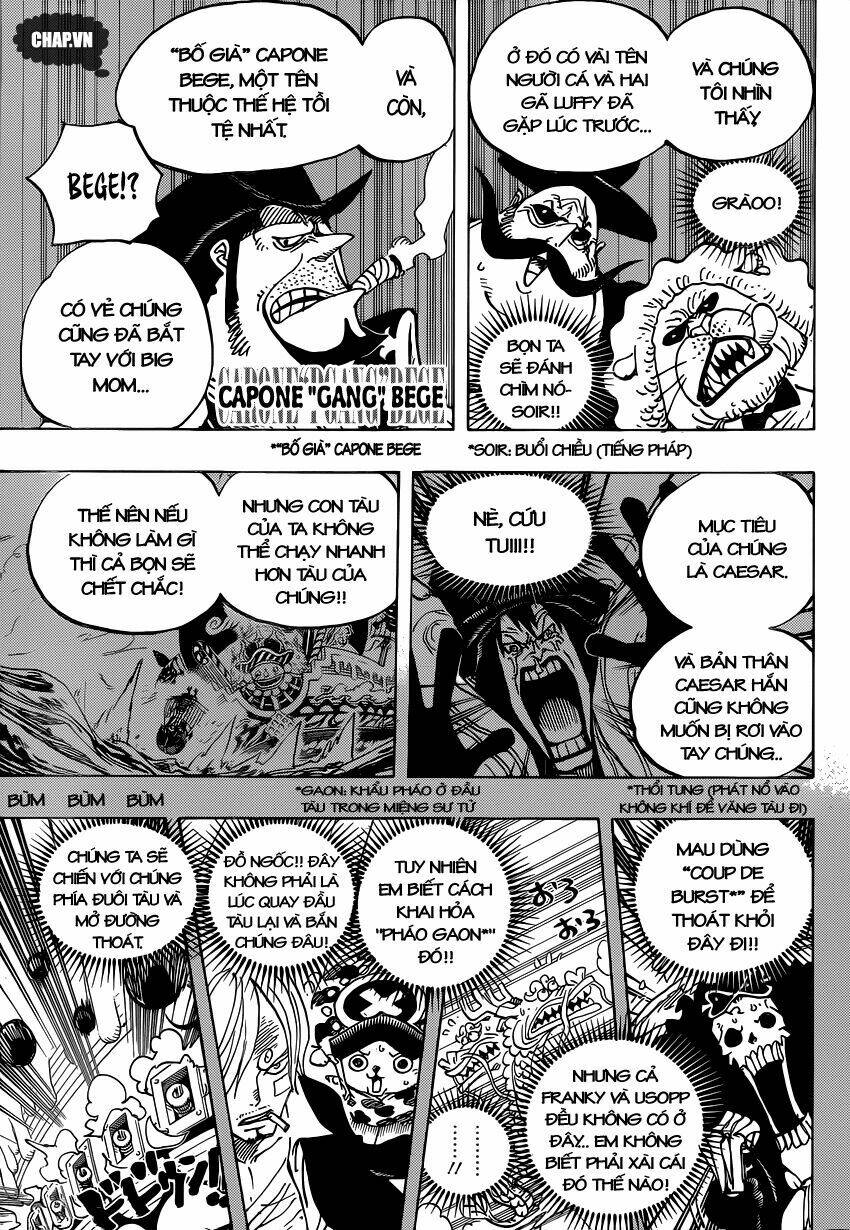 CHAP.VN
VÀ CHÚNG
TÔI NHÌN
THẤY,
Ở ĐÓ CÓ VÀI TÊN
NGƯỜI CÁ VÀ HAI
GÃ LUFFY ĐÃ
GẶP LÚC TRƯỚC...
GRÀOO!
BỌN TA
SẼ ĐÁNH
CHÌM NÓ-
SOIR!!
VÀ
CÒN,
"BỐ GIÀ" CAPONE
BEGE, MỘT TÊN
THUỘC THẾ HỆ TỒI
TỆ NHẤT.
BEGE!?
CÓ VẺ CHÚNG
CŨNG ĐÃ BẮT
TAY VỚI BIG
MOM...
CAPONE "GANG" BEGE
*"BỐ GIÀ" CAPONE BEGE
*SOIR: BUỔI CHIỀU (TIẾNG PHÁP)
MỤC TIÊU
CỦA CHÚNG
LÀ CAESAR.
NÈ, CỨU
TUIII!!
VÀ BẢN THÂN
CAESAR HẮN
CŨNG KHÔNG
MUỐN BỊ RƠI VÀO
TAY CHÚNG..
NHƯNG CON TÀU
CỦA TA KHÔNG
THỂ CHẠY NHANH
HƠN TÀU CỦA
CHÚNG!!
THẾ NÊN NẾU
KHÔNG LÀM GÌ
THÌ CẢ BỌN SẼ
CHẾT CHẮC!
BÙM BÙM BÙM
*GAON: KHẨU PHÁO Ở ĐẦU
TÀU TRONG MIỆNG SƯ TỬ
*THỔI TUNG (PHÁT NỔ VÀO
KHÔNG KHÍ ĐỂ VĂNG TÀU ĐI)
MAU DÙNG
"COUP DE
BURST*" ĐỂ
THOÁT KHỎI
ĐÂY ĐI!!
NHƯNG CẢ
FRANKY VÀ USOPP
ĐỀU KHÔNG CÓ Ở
ĐÂY.. EM KHÔNG
BIẾT PHẢI XÀI CÁI
ĐÓ THẾ NÀO!
おろ
おろ
......!!
TUY NHIÊN
EM BIẾT CÁCH
KHAI HỎA
"PHÁO GAON*"
ĐÓ!!
ĐỒ NGỐC!! ĐÂY
KHÔNG PHẢI LÀ
LÚC QUAY ĐẦU
TÀU LẠI VÀ BẮN
CHÚNG ĐÂU!
CHÚNG TA SẼ
CHIẾN VỚI CHÚNG
PHÍA ĐUÔI TÀU VÀ
MỞ ĐƯỜNG
THOÁT.